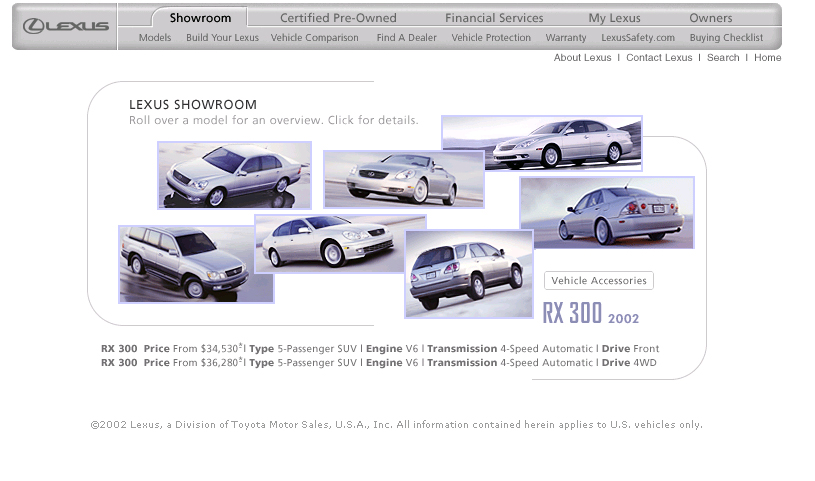 LEXUS
Showroom Certified Pre-Owned Financial Services My Lexus Owners
Models Build Your Lexus Vehicle Comparison Find A Dealer Vehicle Protection Warranty LexusSafety.com Buying Checklist
About Lexus | Contact Lexus | Search | Home
LEXUS SHOWROOM
Roll over a model for an overview. Click for details.
Vehicle Accessories
RX 300 2002
RX 300 Price From $34,530± | Type 5-Passenger SUV | Engine V6 | Transmission 4-Speed Automatic | Drive Front
RX 300 Price From $36,280± | Type 5-Passenger SUV | Engine V6 | Transmission 4-Speed Automatic | Drive 4WD
©2002 Lexus, a Division of Toyota Motor Sales, U.S.A., Inc. All information contained herein applies to U.S. vehicles only.